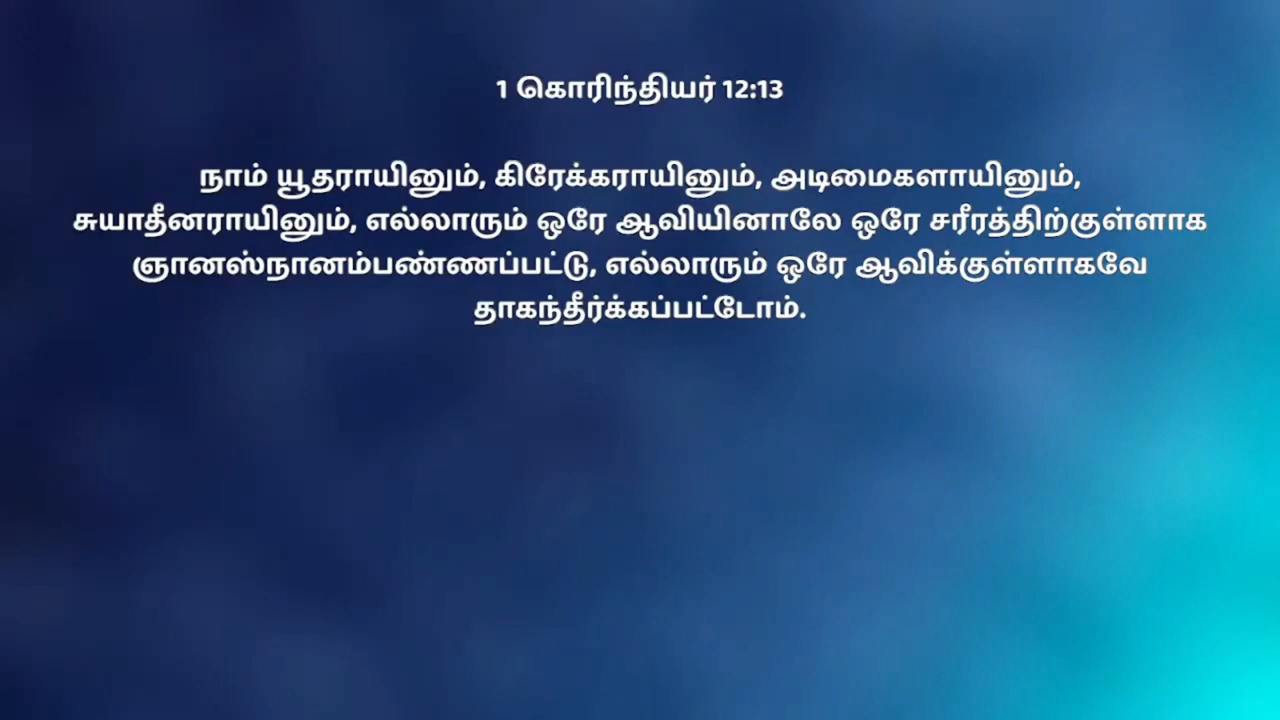 1 கொரிந்தியர் 12:13
நாம் யூதராயினும், கிரேக்கராயினும், அடிமைகளாயினும்,
சுயாதீனராயினும், எல்லாரும் ஒரே ஆவியினாலே ஒரே சரீரத்திற்குள்ளாக
ஞானஸ்நானம்பண்ணப்பட்டு, எல்லாரும் ஒரே ஆவிக்குள்ளாகவே
தாகந்தீர்க்கப்பட்டோம்.